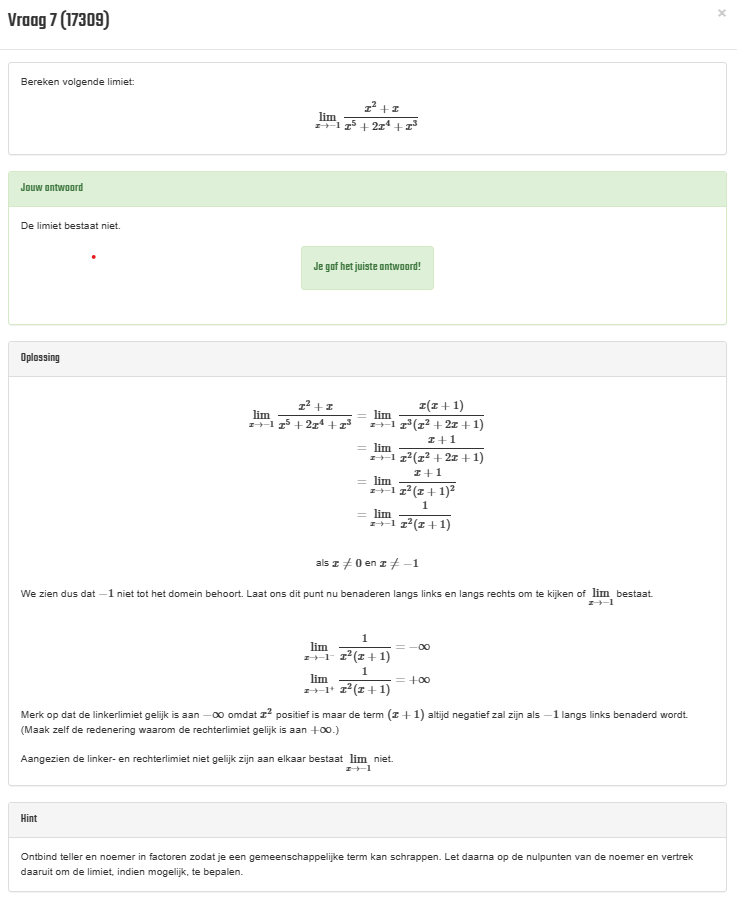 Vraag 7 (17309)
×
Bereken volgende limiet:
\lim_{x \to -1} \frac{x^2 + x}{x^5 + 2x^4 + x^3}
Jouw antwoord
De limiet bestaat niet.
Je gaf het juiste antwoord!
Oplossing
\lim_{x \to -1} \frac{x^2 + x}{x^5 + 2x^4 + x^3} = \lim_{x \to -1} \frac{x(x + 1)}{x^3(x^2 + 2x + 1)}
= \lim_{x \to -1} \frac{x + 1}{x^2(x^2 + 2x + 1)}
= \lim_{x \to -1} \frac{x + 1}{x^2(x + 1)^2}
= \lim_{x \to -1} \frac{1}{x^2(x + 1)}
als x ≠ 0 en x ≠ −1
We zien dus dat −1 niet tot het domein behoort. Laat ons dit punt nu benaderen langs links en langs rechts om te kijken of \lim_{x \to -1} bestaat.
\lim_{x \to -1^-} \frac{1}{x^2(x + 1)} = −∞
\lim_{x \to -1^+} \frac{1}{x^2(x + 1)} = +∞
Merk op dat de linkerlimiet gelijk is aan −∞ omdat x^2 positief is maar de term (x + 1) altijd negatief zal zijn als −1 langs links benaderd wordt.
(Maak zelf de redenering waarom de rechterlimiet gelijk is aan +∞.)
Aangezien de linker- en rechterlimiet niet gelijk zijn aan elkaar bestaat \lim_{x \to -1} niet.
Hint
Ontbind teller en noemer in factoren zodat je een gemeenschappelijke term kan schrappen. Let daarna op de nulpunten van de noemer en vertrek
daaruit om de limiet, indien mogelijk, te bepalen.